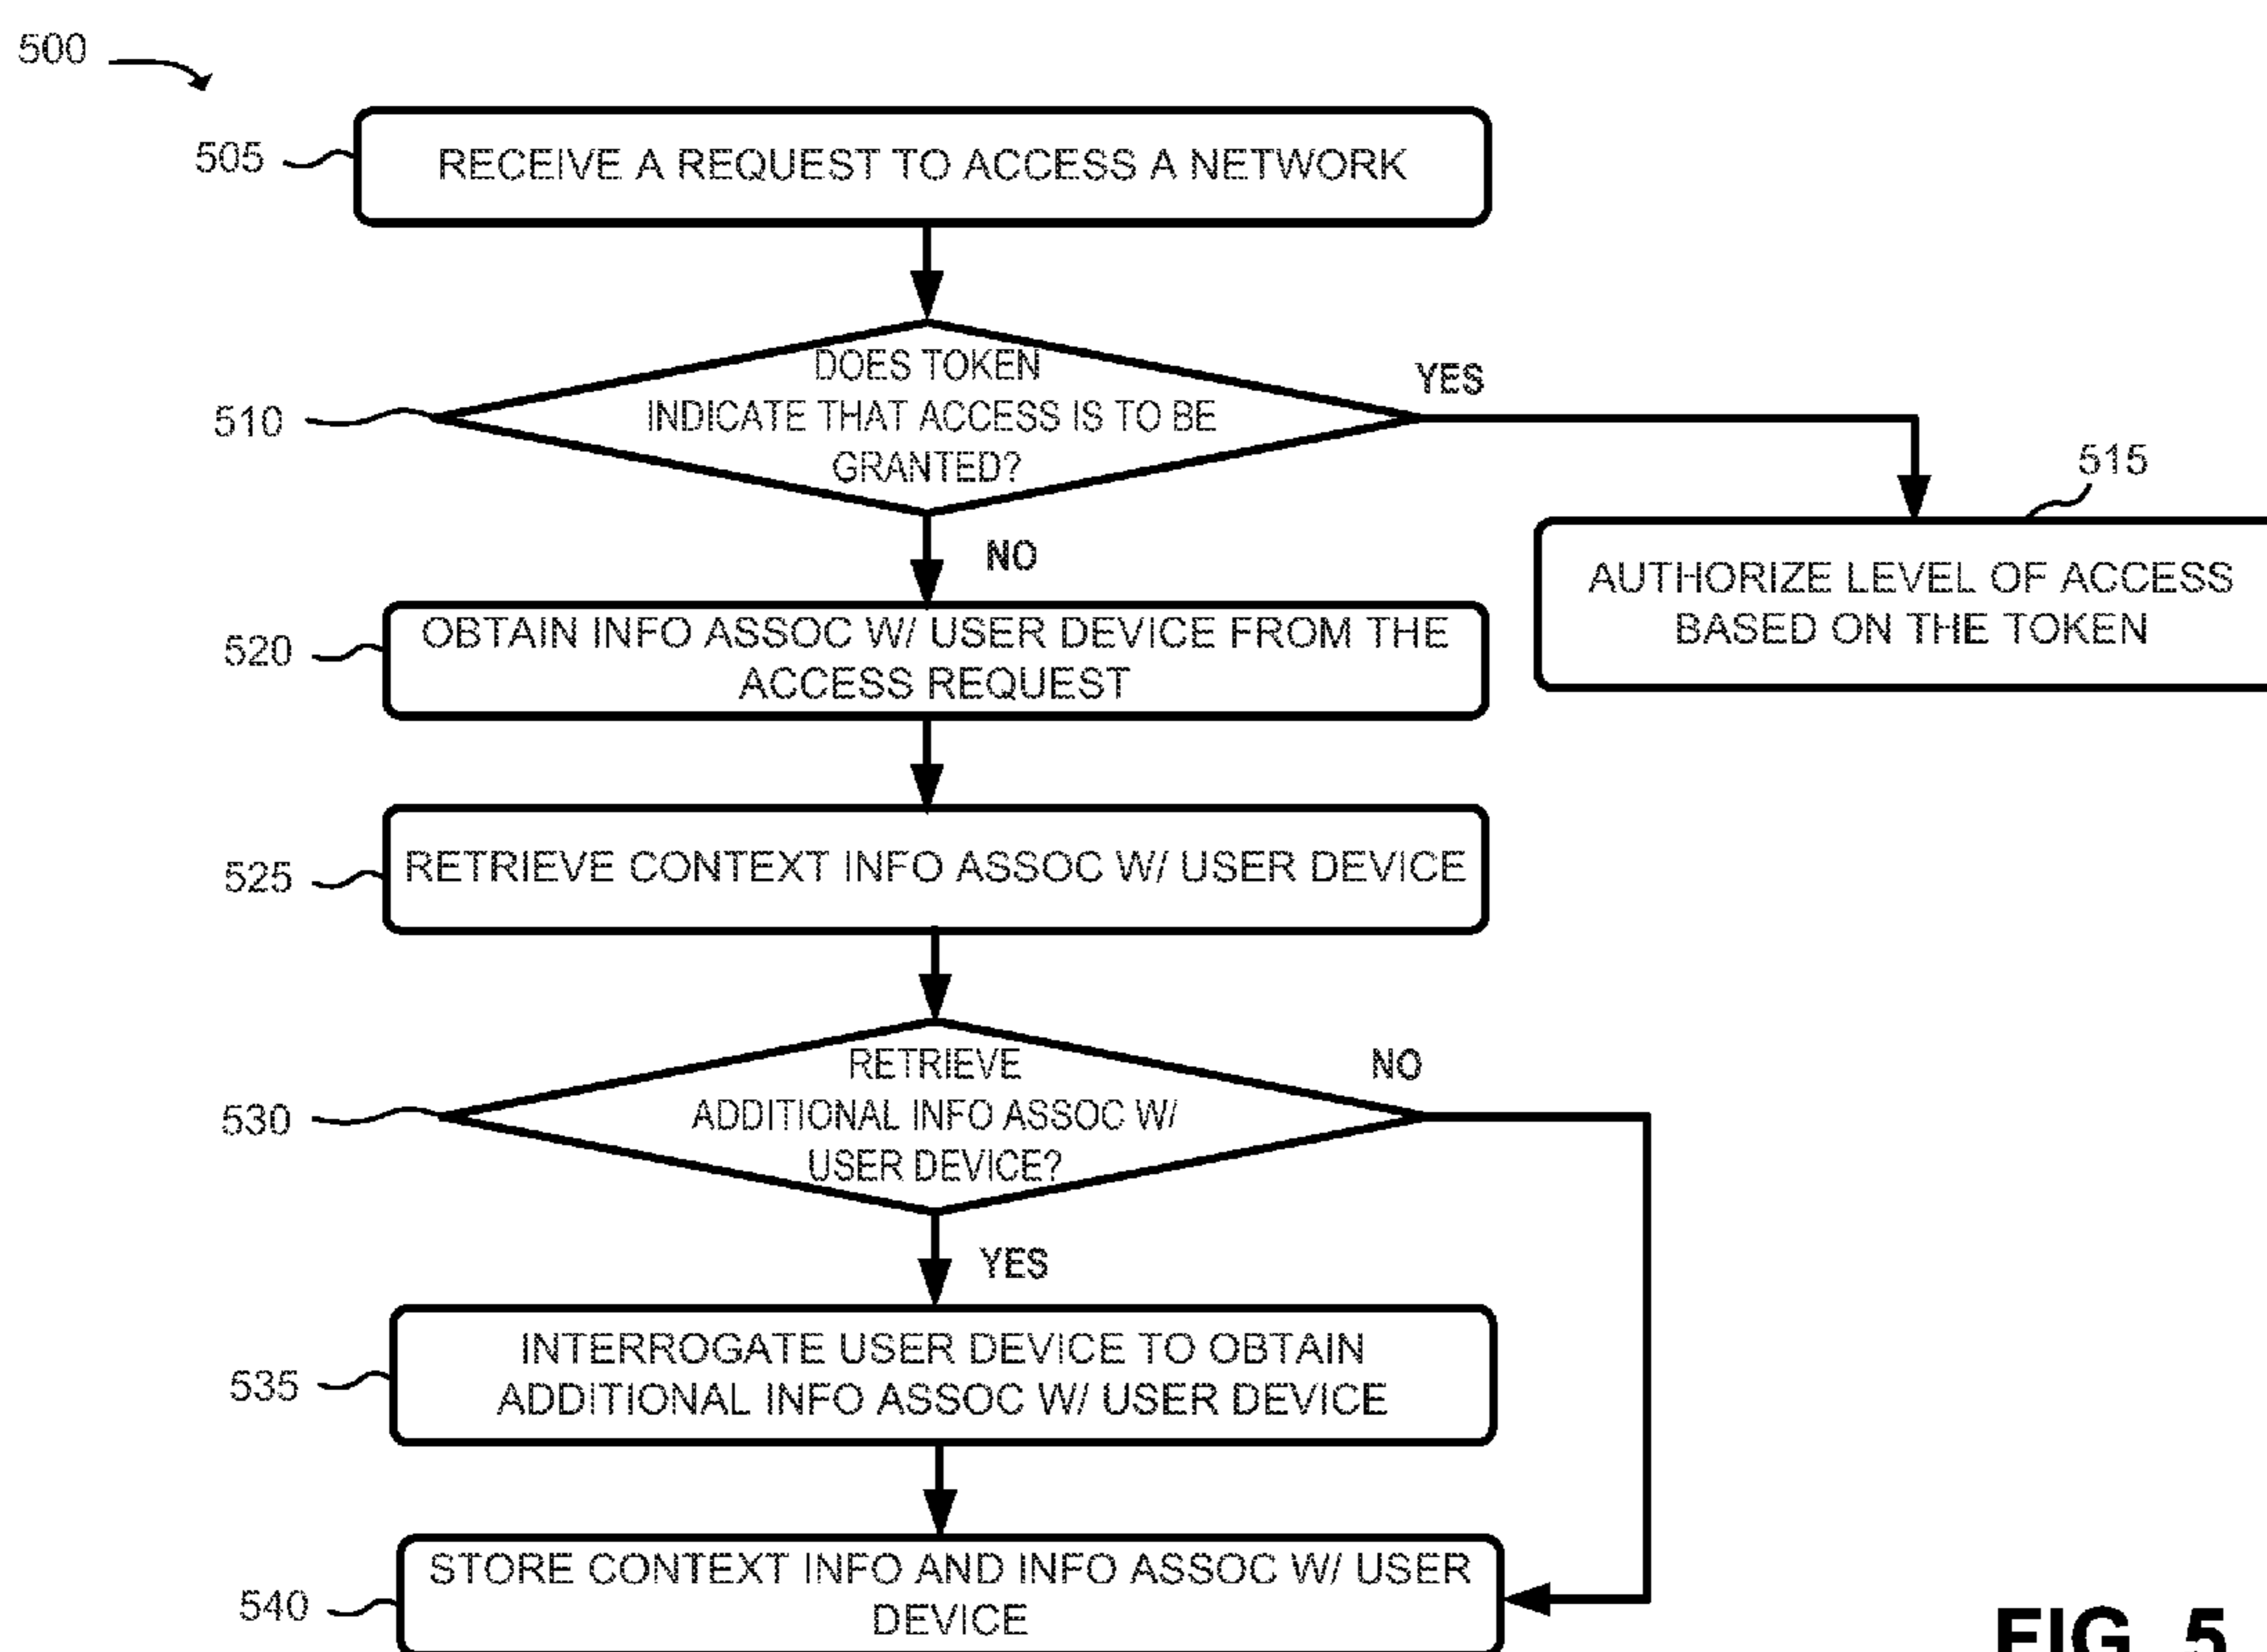 500
505
RECEIVE A REQUEST TO ACCESS A NETWORK
510
DOES TOKEN
INDICATE THAT ACCESS IS TO BE
GRANTED?
YES
NO
515
AUTHORIZE LEVEL OF ACCESS
BASED ON THE TOKEN
520
OBTAIN INFO ASSOC W/ USER DEVICE FROM THE
ACCESS REQUEST
525
RETRIEVE CONTEXT INFO ASSOC W/ USER DEVICE
530
RETRIEVE
ADDITIONAL INFO ASSOC W/
USER DEVICE?
NO
YES
535
INTERROGATE USER DEVICE TO OBTAIN
ADDITIONAL INFO ASSOC W/ USER DEVICE
540
STORE CONTEXT INFO AND INFO ASSOC W/ USER
DEVICE
FIG. 5